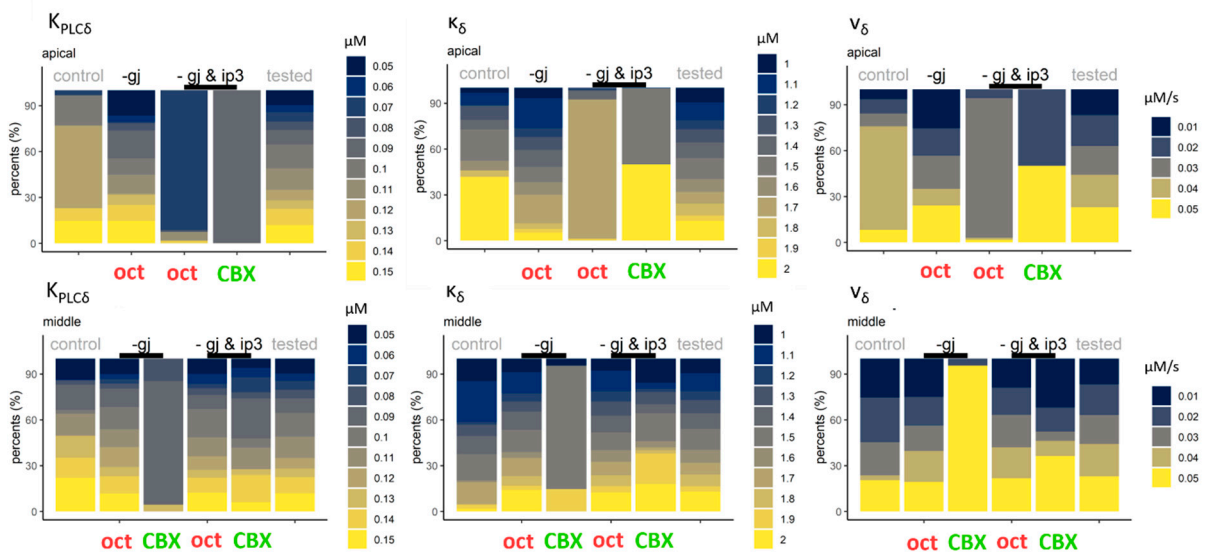 K_PLCδ
apical
control -gj - gj & ip3 tested
percents (%)
90
60
30
0
oct oct CBX
μM
0.05
0.06
0.07
0.08
0.09
0.1
0.11
0.12
0.13
0.14
0.15
κ_δ
apical
control -gj - gj & ip3 tested
percents (%)
90
60
30
0
oct oct CBX
μM
1
1.1
1.2
1.3
1.4
1.5
1.6
1.7
1.8
1.9
2
v_δ
apical
control -gj - gj & ip3 tested
percents (%)
90
60
30
0
oct oct CBX
μM/s
0.01
0.02
0.03
0.04
0.05
K_PLCδ
middle
control -gj - gj & ip3 tested
percents (%)
90
60
30
0
oct CBX oct CBX
μM
0.05
0.06
0.07
0.08
0.09
0.1
0.11
0.12
0.13
0.14
0.15
κ_δ
middle
control -gj - gj & ip3 tested
percents (%)
90
60
30
0
oct CBX oct CBX
μM
1
1.1
1.2
1.3
1.4
1.5
1.6
1.7
1.8
1.9
2
v_δ
middle
control -gj - gj & ip3 tested
percents (%)
90
60
30
0
oct CBX oct CBX
μM/s
0.01
0.02
0.03
0.04
0.05